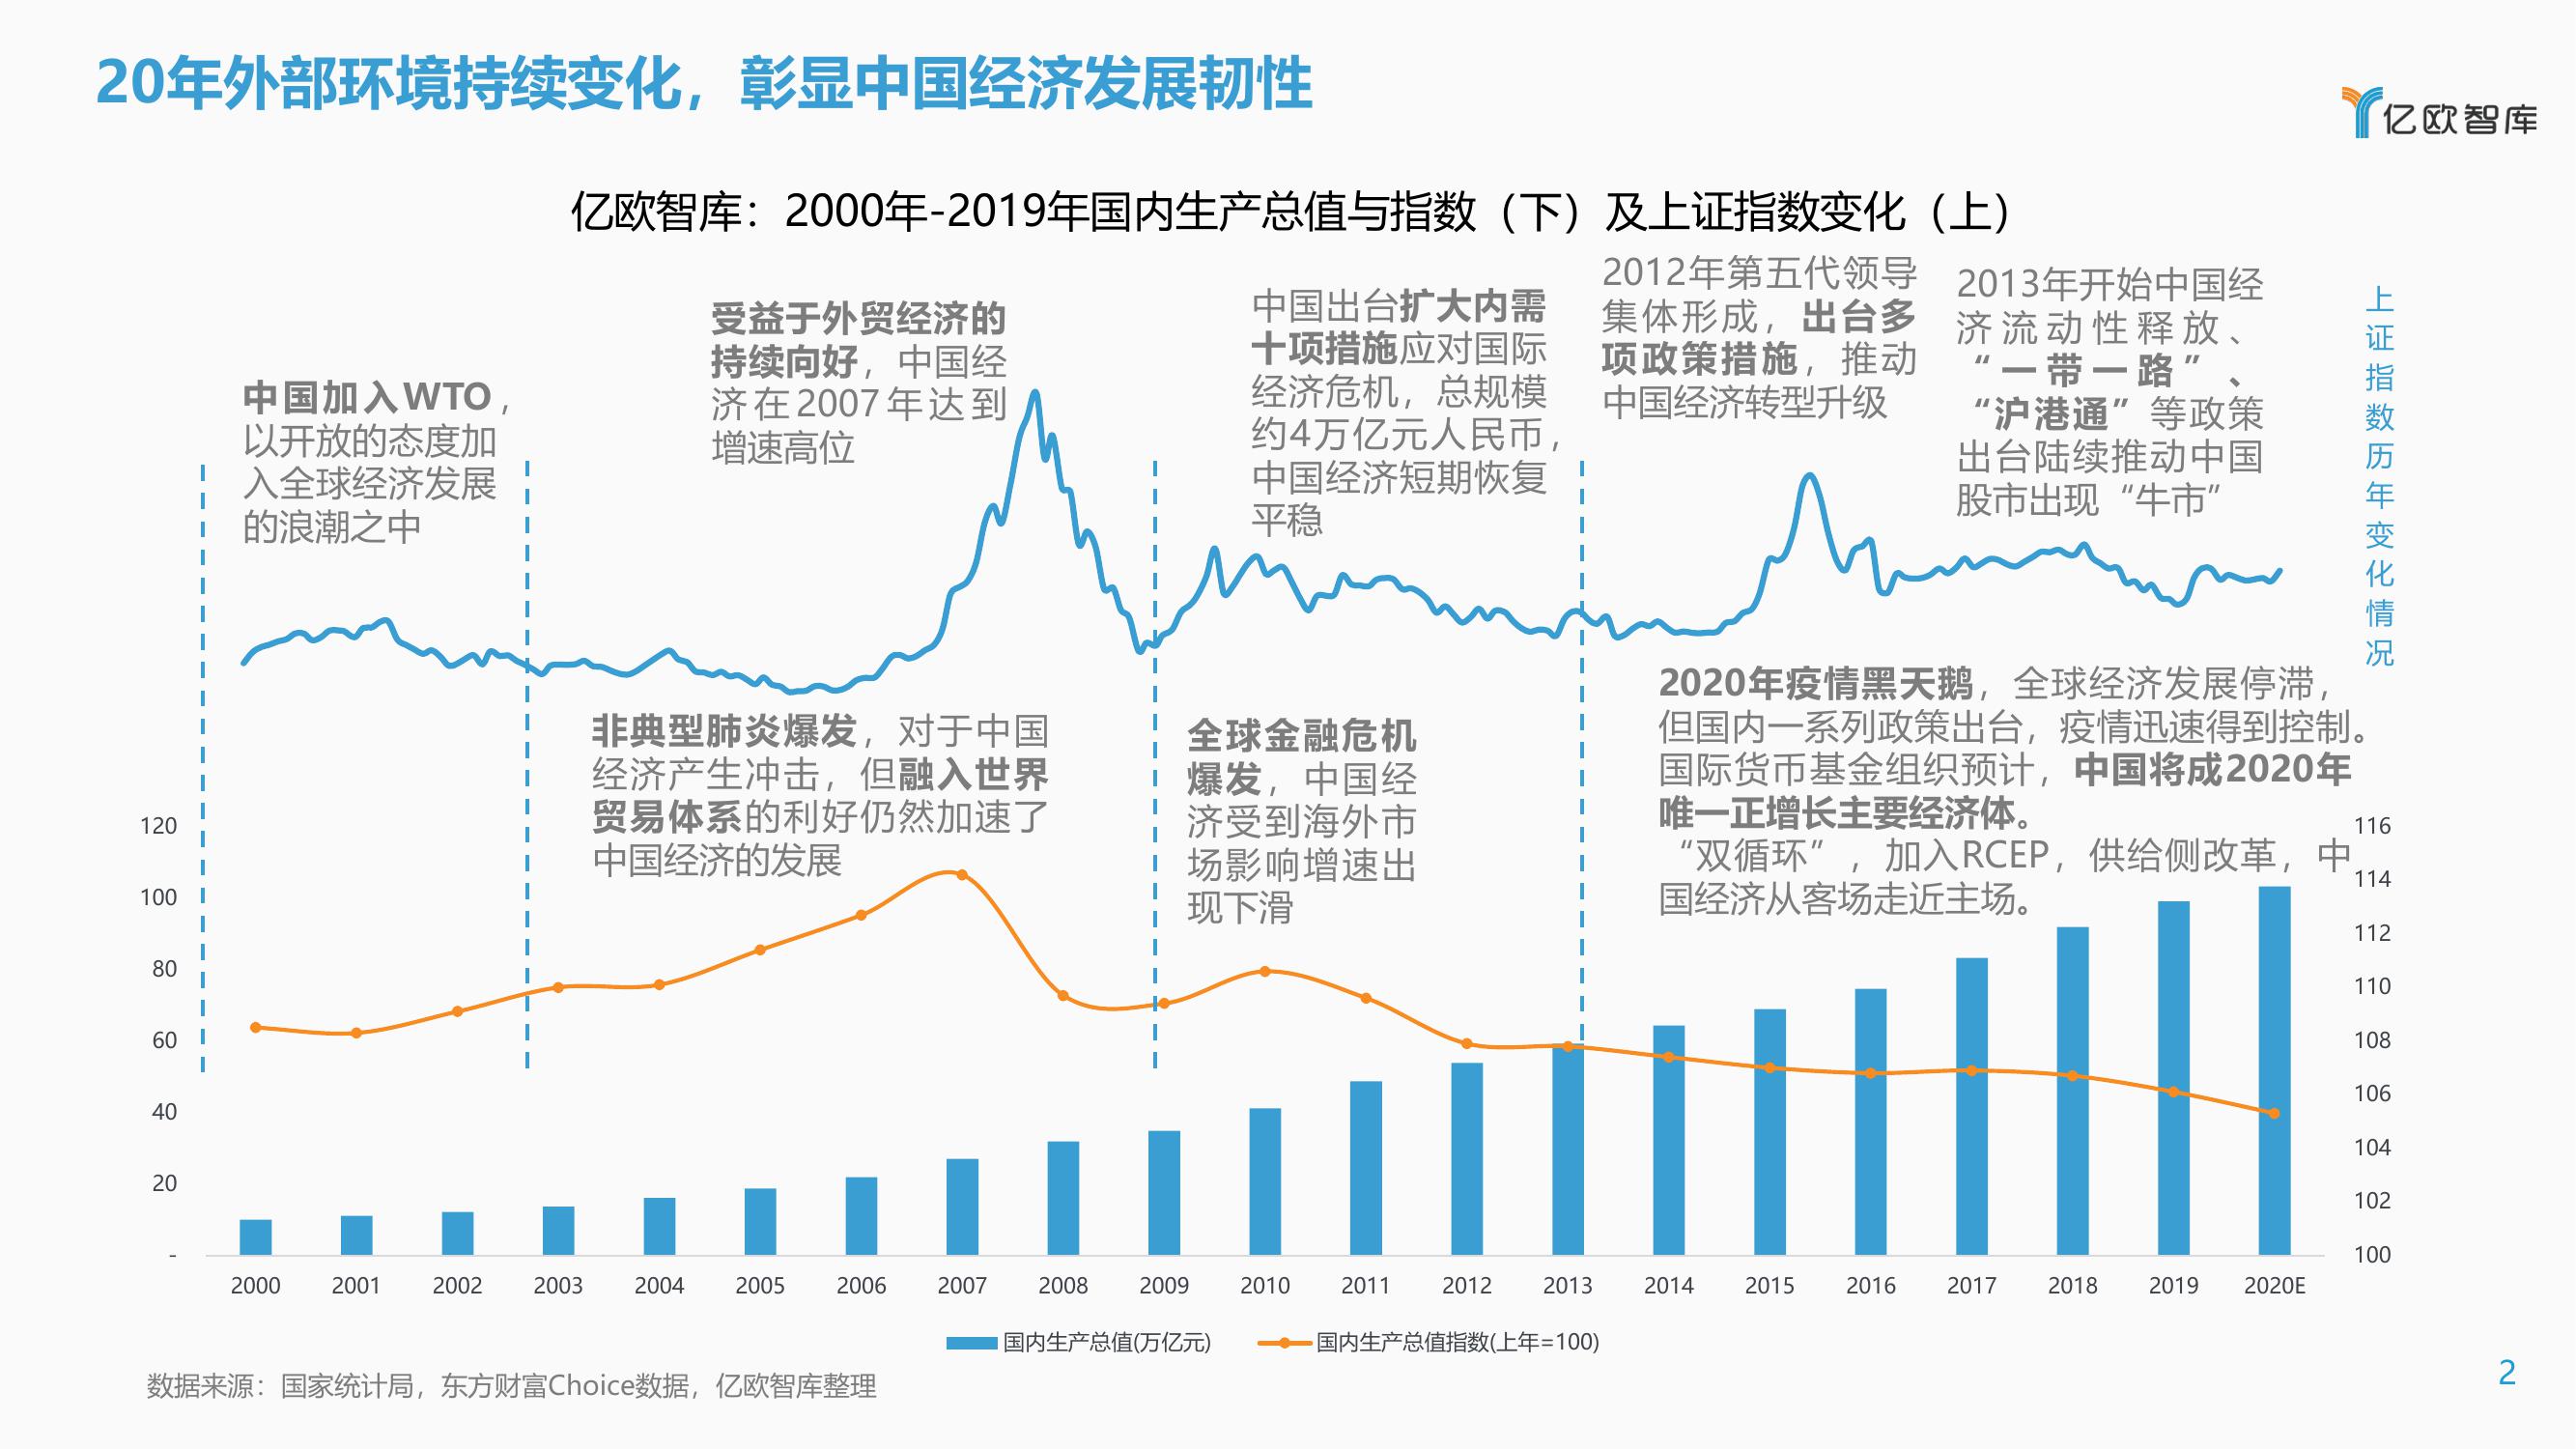 20年外部环境持续变化，彰显中国经济发展韧性
亿欧智库
亿欧智库：2000年-2019年国内生产总值与指数（下）及上证指数变化（上）
中国加入WTO，
以开放的态度加
入全球经济发展
的浪潮之中
受益于外贸经济的
持续向好，中国经
济在2007年达到
增速高位
中国出台扩大内需
十项措施应对国际
经济危机，总规模
约4万亿元人民币，
中国经济短期恢复
平稳
2012年第五代领导
集体形成，出台多
项政策措施，推动
中国经济转型升级
2013年开始中国经
济流动性释放、
“一带一路”、
“沪港通”等政策
出台陆续推动中国
股市出现“牛市”
上证指数历年变化情况
非典型肺炎爆发，对于中国
经济产生冲击，但融入世界
贸易体系的利好仍然加速了
中国经济的发展
全球金融危机
爆发，中国经
济受到海外市
场影响增速出
现下滑
2020年疫情黑天鹅，全球经济发展停滞，
但国内一系列政策出台，疫情迅速得到控制。
国际货币基金组织预计，中国将成2020年
唯一正增长主要经济体。
“双循环”，加入RCEP，供给侧改革，中
国经济从客场走近主场。
120
100
80
60
40
20
-
116
114
112
110
108
106
104
102
100
2000 2001 2002 2003 2004 2005 2006 2007 2008 2009 2010 2011 2012 2013 2014 2015 2016 2017 2018 2019 2020E
国内生产总值(万亿元) 国内生产总值指数(上年=100)
数据来源：国家统计局，东方财富Choice数据，亿欧智库整理
2